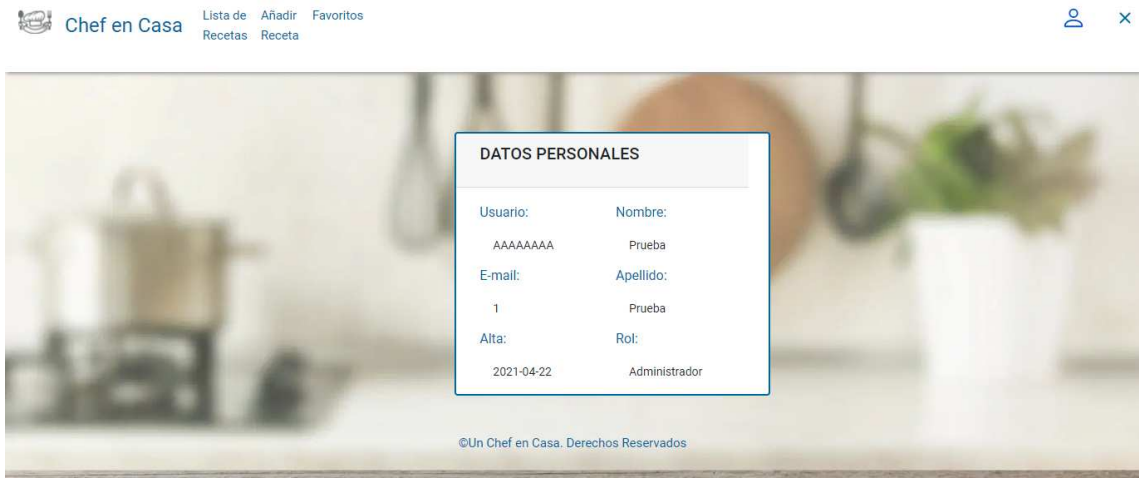 Chef en Casa
Lista de Recetas
Añadir Receta
Favoritos
DATOS PERSONALES
Usuario: Nombre:
AAAAAAAA Prueba
E-mail: Apellido:
1 Prueba
Alta: Rol:
2021-04-22 Administrador
©Un Chef en Casa. Derechos Reservados